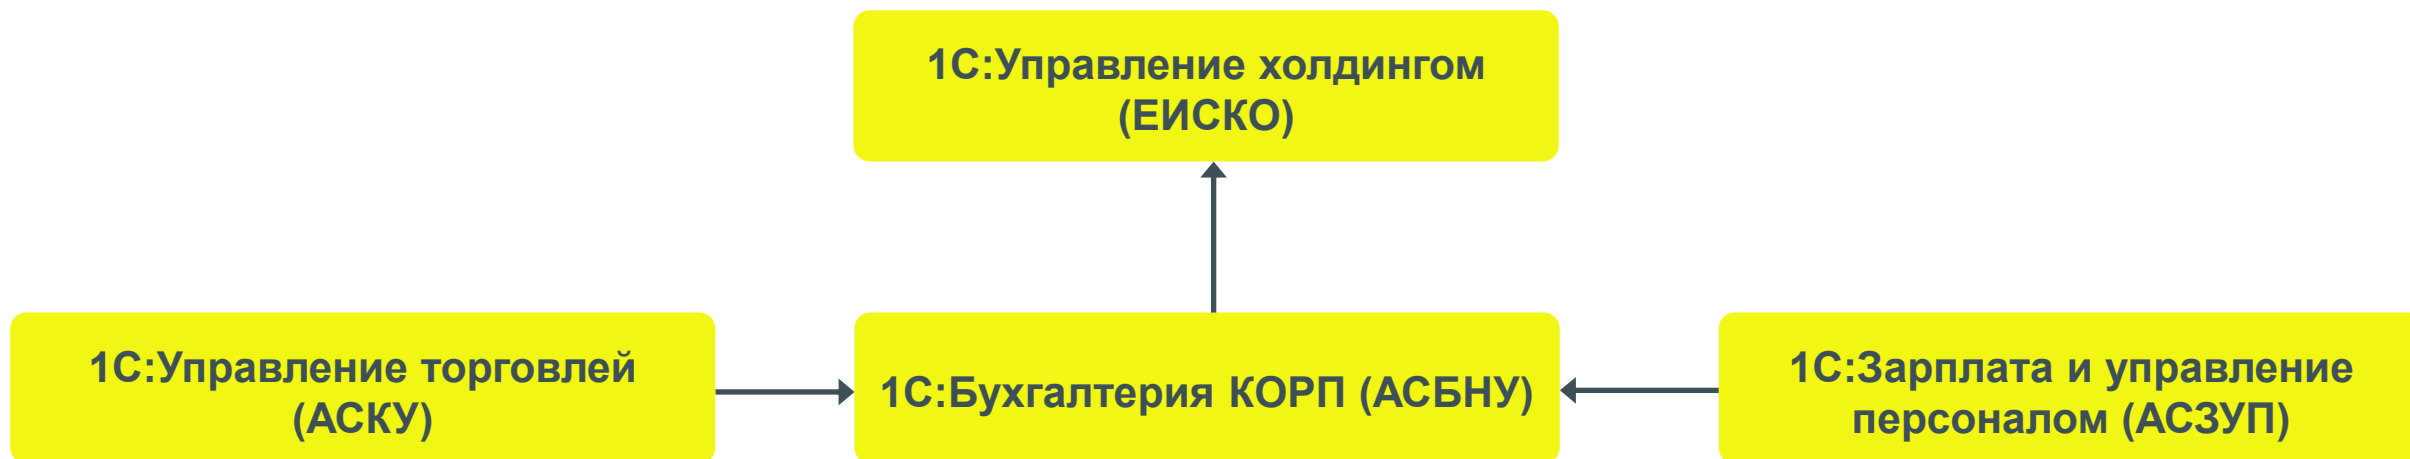 1С:Управление холдингом
(ЕИСКО)
1С:Управление торговлей
(АСКУ)
1С:Бухгалтерия КОРП (АСБНУ)
1С:Зарплата и управление
персоналом (АСЗУП)